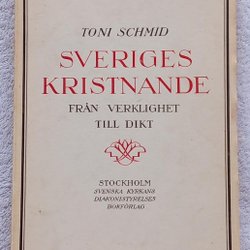 TONI SCHMID
SVERIGES
KRISTNANDE
FRÅN VERKLIGHET
TILL DIKT
STOCKHOLM
SVENSKA KYRKANS
DIAKONISTYRELSES
BOKFÖRLAG